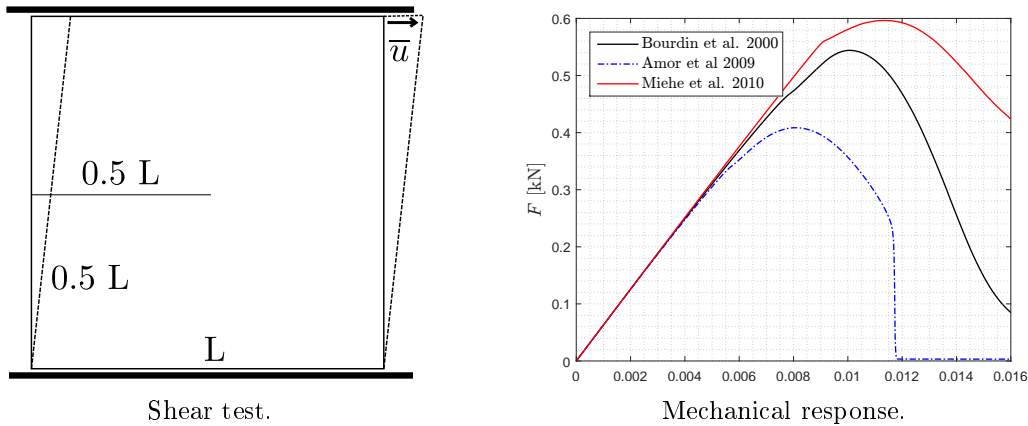 u̅
0.5 L
0.5 L
L
Shear test.
0.6
0.5
0.4
0.3
0.2
0.1
0
F [kN]
Bourdin et al. 2000
Amor et al 2009
Miehe et al. 2010
0 0.002 0.004 0.006 0.008 0.01 0.012 0.014 0.016
Mechanical response.